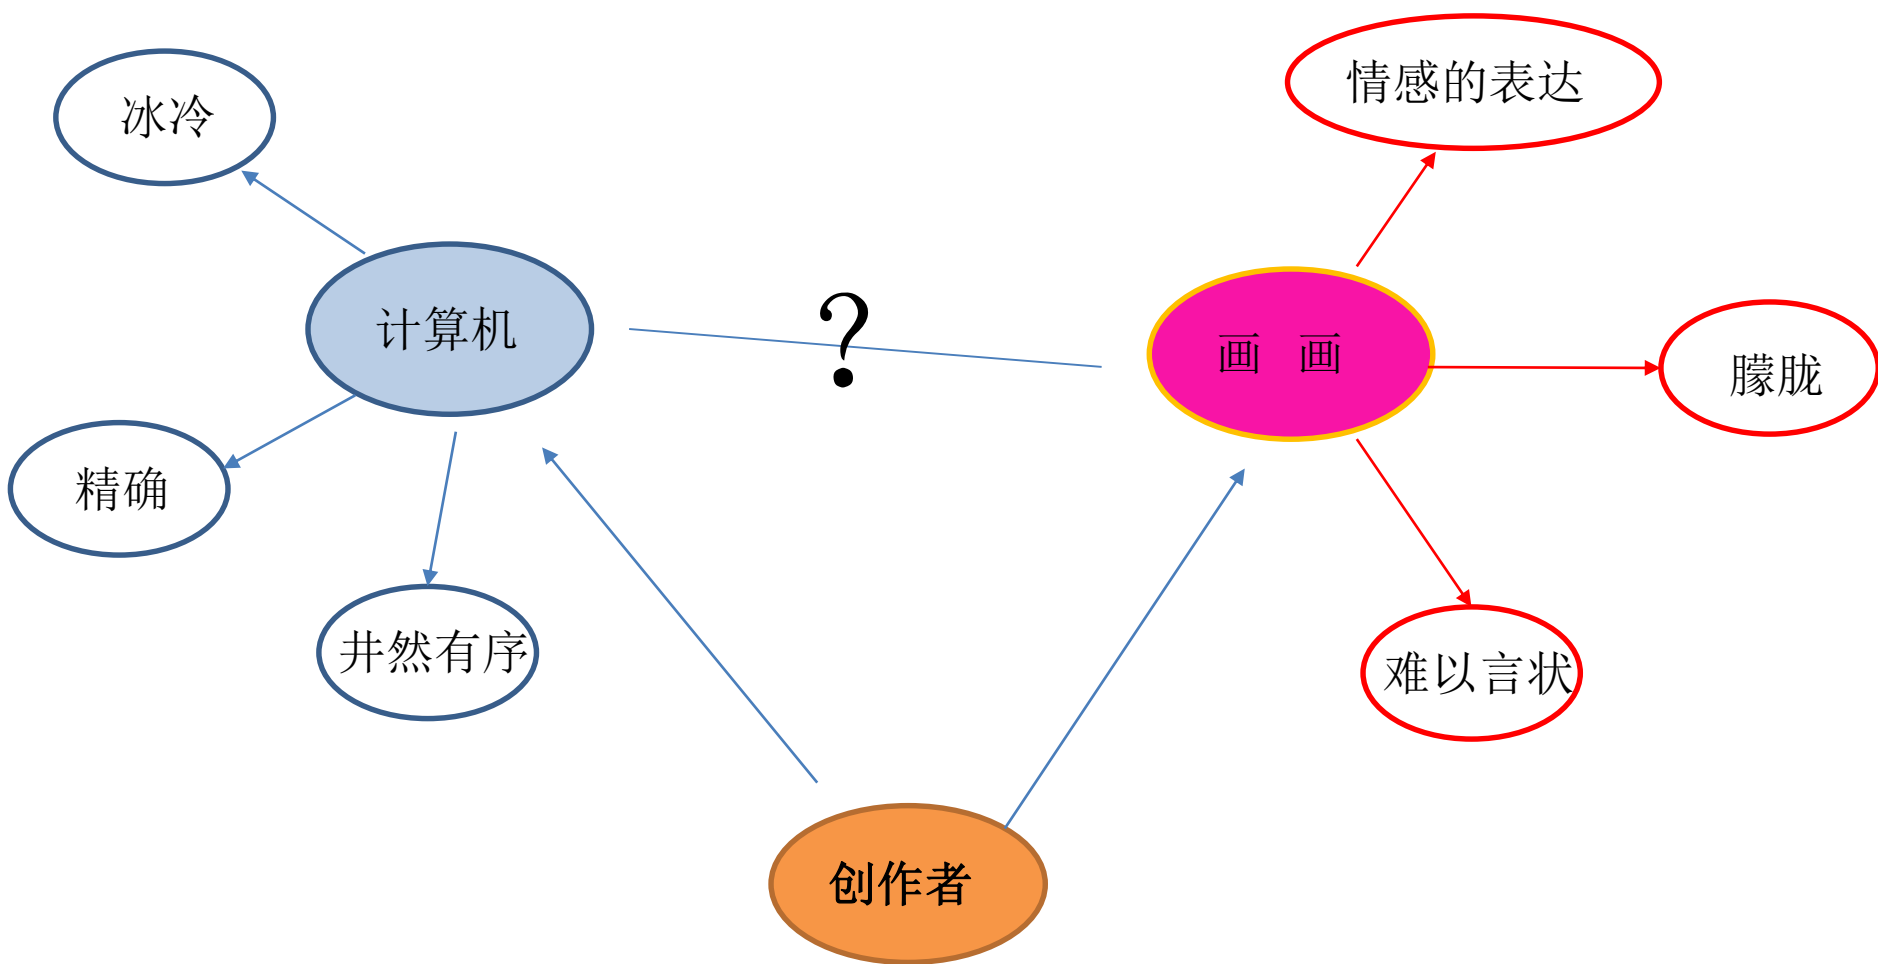 情感的表达
冰冷
计算机
?
画 画
朦胧
精确
井然有序
难以言状
创作者